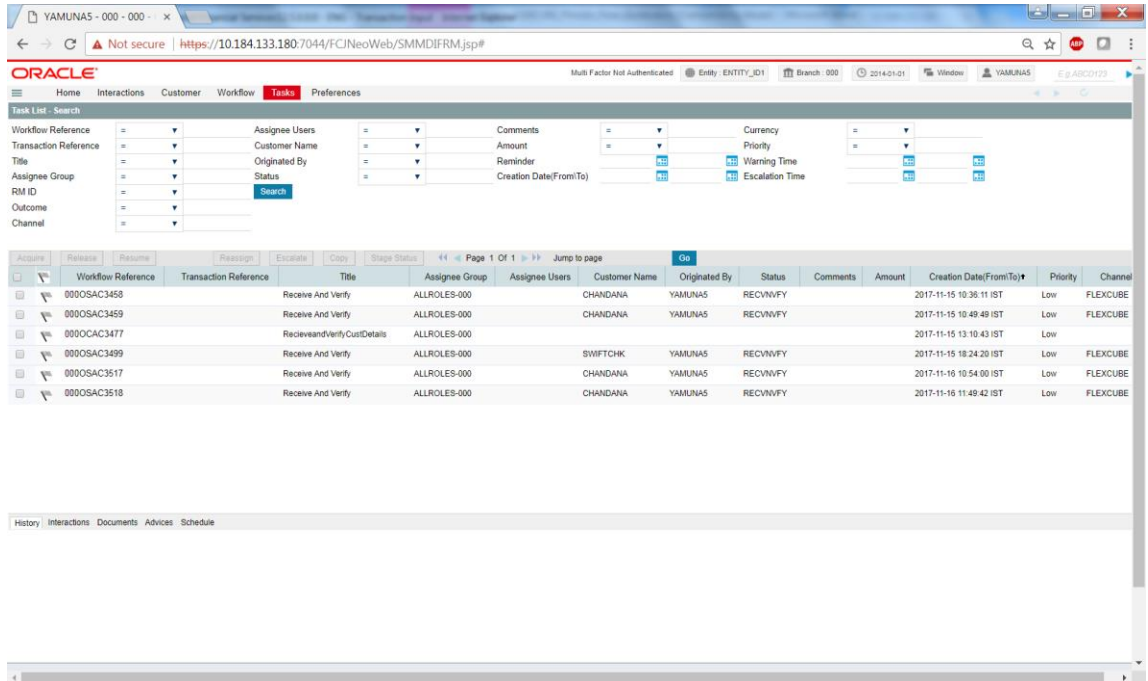 YAMUNA5 - 000 - 000 -
Not secure https://10.184.133.180:7044/FCJNeoWeb/SMMDIFRM.jsp#
ABP
ORACLE
Multi Factor Not Authenticated Entity : ENTITY_ID1 Branch : 000 2014-01-01 Window YAMUNA5 E.g.ABCD123
Home Interactions Customer Workflow Tasks Preferences
Task List - Search
Workflow Reference = Assignee Users = Comments = Currency =
Transaction Reference = Customer Name = Amount = Priority =
Title = Originated By = Reminder Warning Time
Assignee Group = Status = Creation Date(From\To) Escalation Time
RM ID = Search
Outcome =
Channel =
Acquire Release Resume Reassign Escalate Copy Stage Status Page 1 Of 1 Jump to page Go
Workflow Reference Transaction Reference Title Assignee Group Assignee Users Customer Name Originated By Status Comments Amount Creation Date(From\To) Priority Channel
000OSAC3458 Receive And Verify ALLROLES-000 CHANDANA YAMUNA5 RECVNVFY 2017-11-15 10:36:11 IST Low FLEXCUBE
000OSAC3459 Receive And Verify ALLROLES-000 CHANDANA YAMUNA5 RECVNVFY 2017-11-15 10:49:49 IST Low FLEXCUBE
000OCAC3477 RecieveandVerifyCustDetails ALLROLES-000 2017-11-15 13:10:43 IST Low
000OSAC3499 Receive And Verify ALLROLES-000 SWIFTCHK YAMUNA5 RECVNVFY 2017-11-15 18:24:20 IST Low FLEXCUBE
000OSAC3517 Receive And Verify ALLROLES-000 CHANDANA YAMUNA5 RECVNVFY 2017-11-16 10:54:00 IST Low FLEXCUBE
000OSAC3518 Receive And Verify ALLROLES-000 CHANDANA YAMUNA5 RECVNVFY 2017-11-16 11:49:42 IST Low FLEXCUBE
History Interactions Documents Advices Schedule